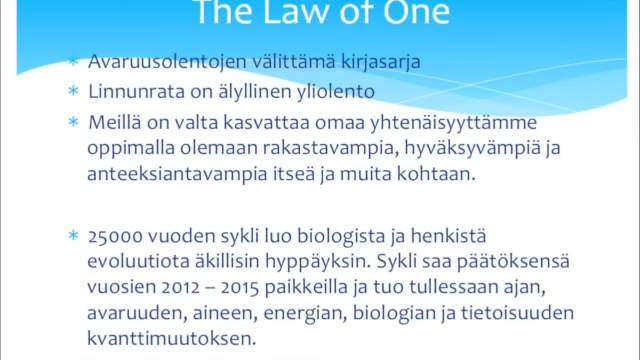 The Law of One
* Avaruusolentojen välittämä kirjasarja
* Linnunrata on älyllinen yliolento
* Meillä on valta kasvattaa omaa yhtenäisyyttämme
oppimalla olemaan rakastavampia, hyväksyvämpiä ja
anteeksiantavampia itseä ja muita kohtaan.
* 25000 vuoden sykli luo biologista ja henkistä
evoluutiota äkillisin hyppäyksin. Sykli saa päätöksensä
vuosien 2012 – 2015 paikkeilla ja tuo tullessaan ajan,
avaruuden, aineen, energian, biologian ja tietoisuuden
kvanttimuutoksen.